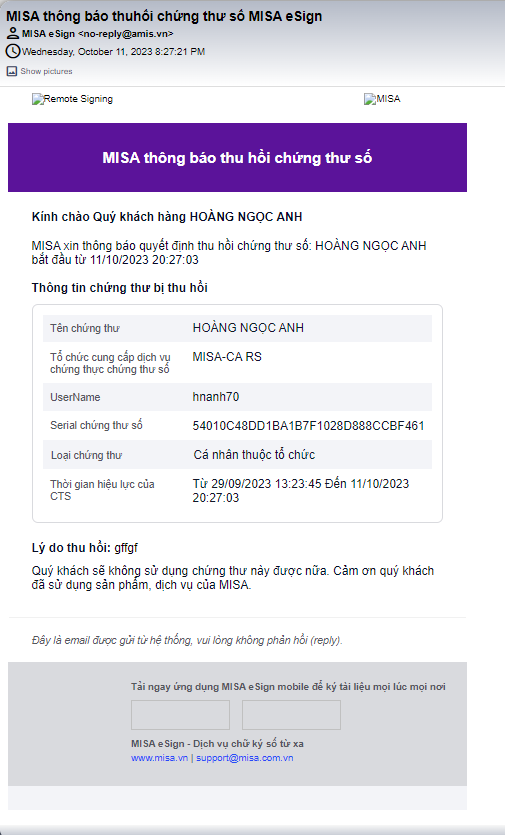 MISA thông báo thuhồi chứng thư số MISA eSign
MISA eSign <no-reply@amis.vn>
Wednesday, October 11, 2023 8:27:21 PM
Show pictures
Remote Signing
MISA
MISA thông báo thu hồi chứng thư số
Kính chào Quý khách hàng HOÀNG NGỌC ANH
MISA xin thông báo quyết định thu hồi chứng thư số: HOÀNG NGỌC ANH
bắt đầu từ 11/10/2023 20:27:03
Thông tin chứng thư bị thu hồi
Tên chứng thư HOÀNG NGỌC ANH
Tổ chức cung cấp dịch vụ MISA-CA RS
chứng thực chứng thư số
UserName hnanh70
Serial chứng thư số 54010C48DD1BA1B7F1028D888CCBF461
Loại chứng thư Cá nhân thuộc tổ chức
Thời gian hiệu lực của Từ 29/09/2023 13:23:45 Đến 11/10/2023
CTS 20:27:03
Lý do thu hồi: gffgf
Quý khách sẽ không sử dụng chứng thư này được nữa. Cảm ơn quý khách
đã sử dụng sản phẩm, dịch vụ của MISA.
Đây là email được gửi từ hệ thống, vui lòng không phản hồi (reply).
Tải ngay ứng dụng MISA eSign mobile để ký tài liệu mọi lúc mọi nơi
MISA eSign - Dịch vụ chữ ký số từ xa
www.misa.vn | support@misa.com.vn